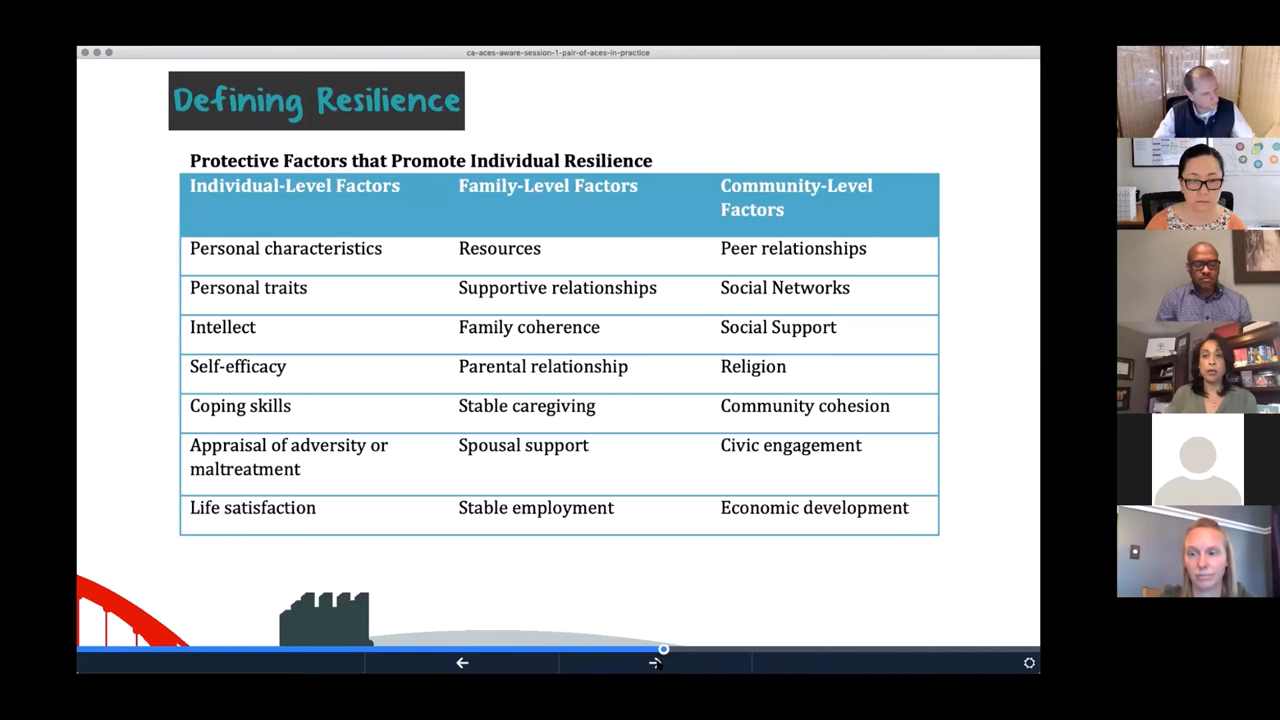 ca-aces-aware-session-1-pair-of-aces-in-practice
Defining Resilience
Protective Factors that Promote Individual Resilience
Individual-Level Factors Family-Level Factors Community-Level
Factors
Personal characteristics Resources Peer relationships
Personal traits Supportive relationships Social Networks
Intellect Family coherence Social Support
Self-efficacy Parental relationship Religion
Coping skills Stable caregiving Community cohesion
Appraisal of adversity or Spousal support Civic engagement
maltreatment
Life satisfaction Stable employment Economic development